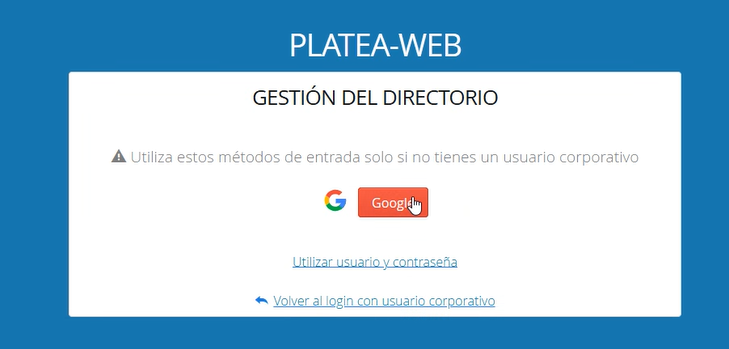 PLATEA-WEB
GESTIÓN DEL DIRECTORIO
Utiliza estos métodos de entrada solo si no tienes un usuario corporativo
Google
Utilizar usuario y contraseña
Volver al login con usuario corporativo